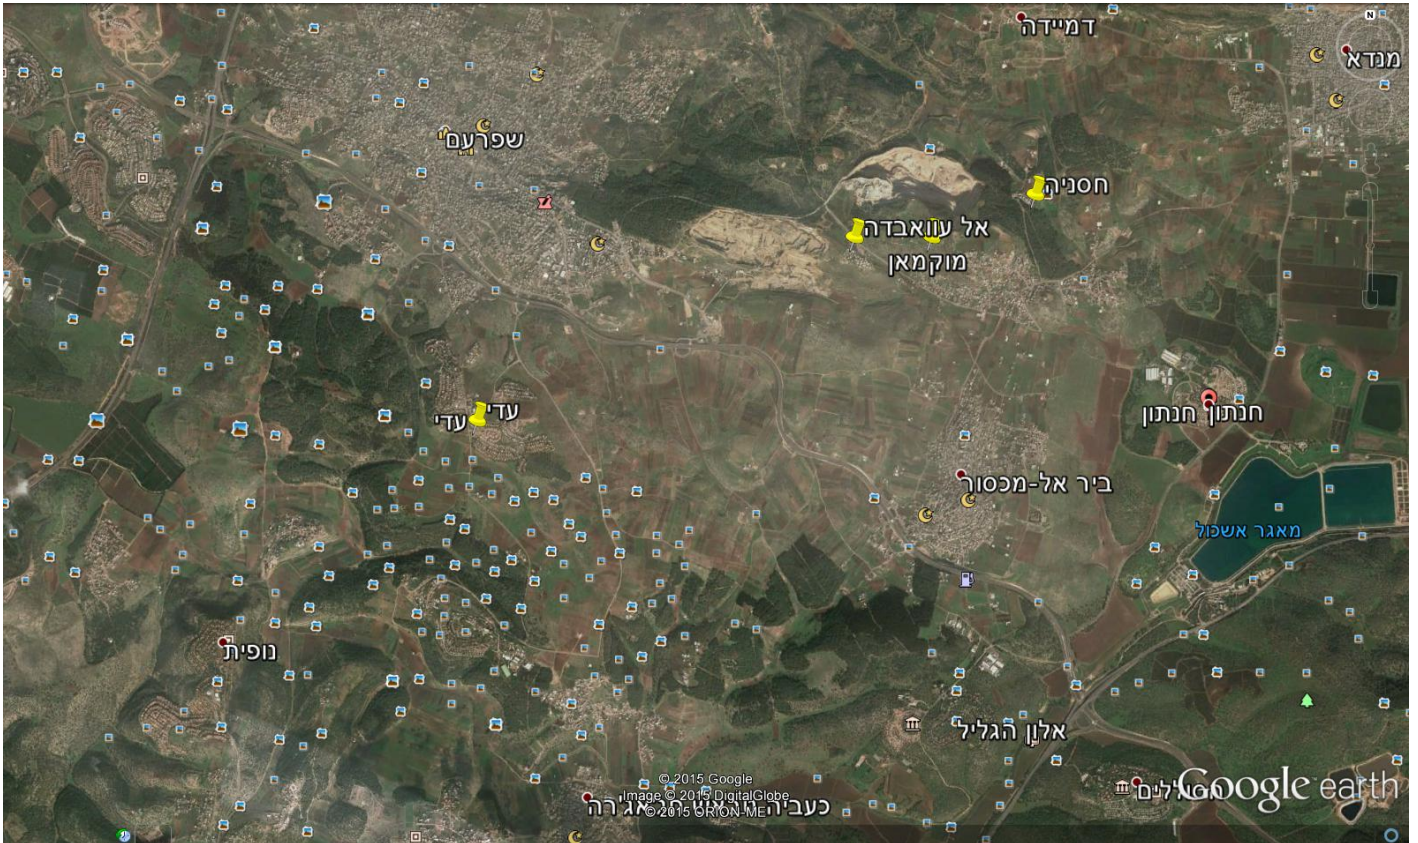 דמיידה
N
מנדא
שפרעם
חסניה
אל עוואבדה
מוקמאן
עדי
עדי
חנתון
חנתון
ביר אל-מכסור
מאגר אשכול
נופית
אלון הגליל
© 2015 Google
Image © 2015 DigitalGlobe
© 2015 ORION-ME
כעביה
Google earth